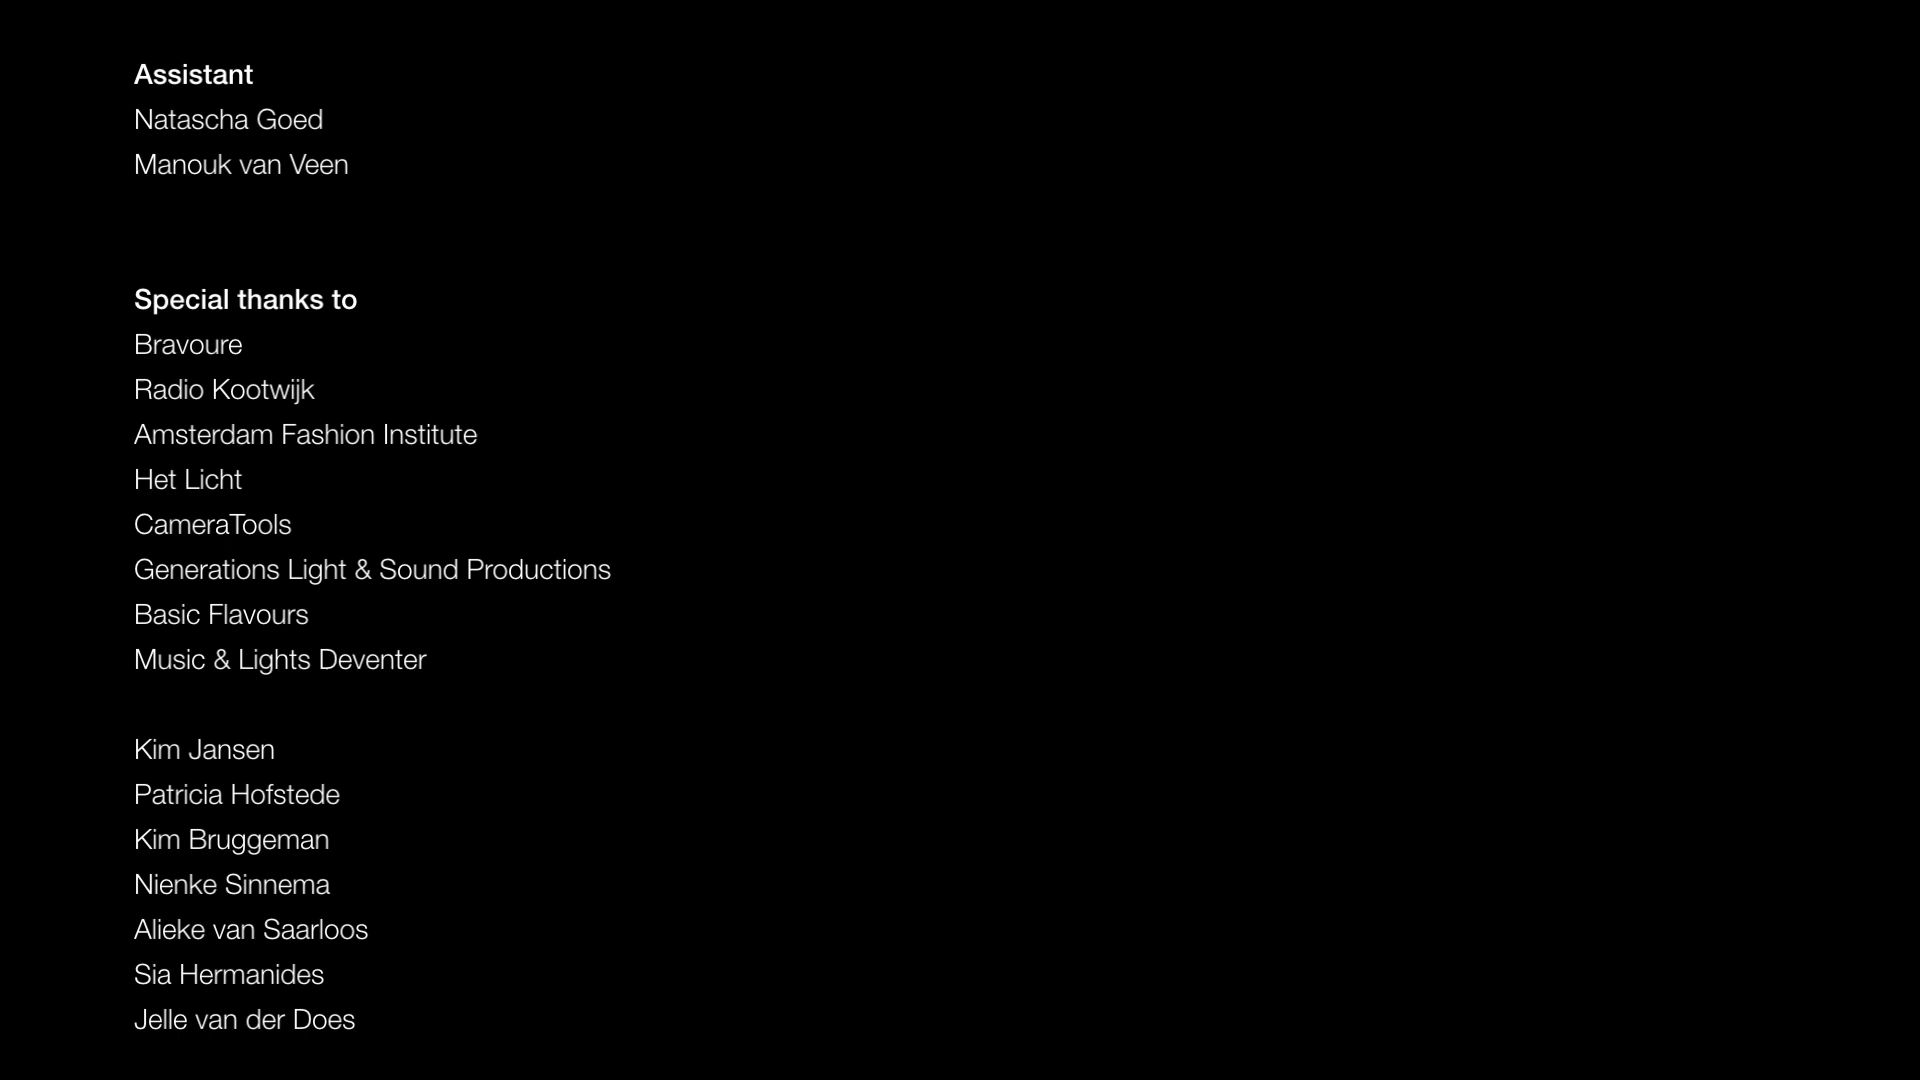 Assistant
Natascha Goed
Manouk van Veen
Special thanks to
Bravoure
Radio Kootwijk
Amsterdam Fashion Institute
Het Licht
CameraTools
Generations Light & Sound Productions
Basic Flavours
Music & Lights Deventer
Kim Jansen
Patricia Hofstede
Kim Bruggeman
Nienke Sinnema
Alieke van Saarloos
Sia Hermanides
Jelle van der Does